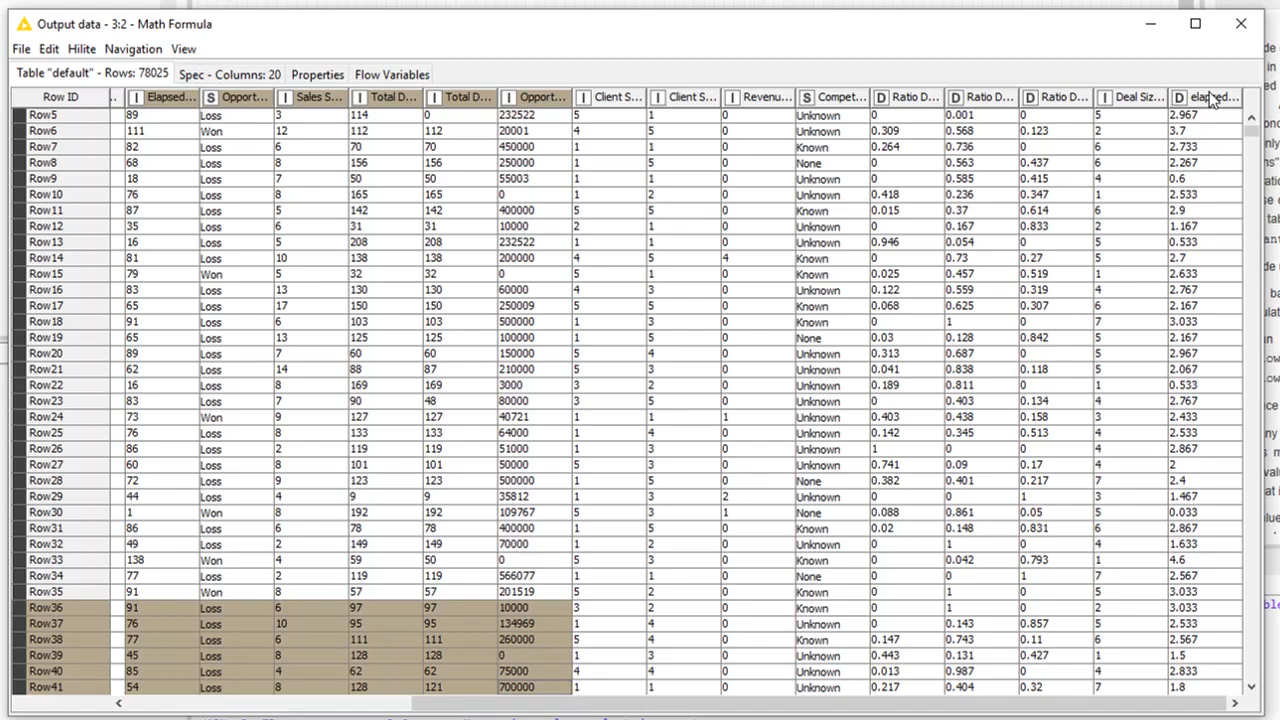 Output data - 3:2 - Math Formula
File Edit Hilite Navigation View
Table "default" - Rows: 78025 Spec - Columns: 20 Properties Flow Variables
Row ID I Elapsed... S Opport... I Sales S... I Total D... I Total D... I Opport... I Client S... I Client S... I Revenu... S Compet... D Ratio D... D Ratio D... D Ratio D... I Deal Siz... D elapsed...
Row5 89 Loss 3 114 0 232522 5 1 0 Unknown 0 0.001 0 5 2.967
Row6 111 Won 12 112 112 20001 4 5 0 Unknown 0.309 0.568 0.123 2 3.7
Row7 82 Loss 6 70 70 450000 1 1 0 Known 0.264 0.736 0 6 2.733
Row8 68 Loss 8 156 156 250000 1 5 0 None 0 0.563 0.437 6 2.267
Row9 18 Loss 7 50 50 55003 1 1 0 Unknown 0 0.585 0.415 4 0.6
Row10 76 Loss 8 165 165 0 1 2 0 Unknown 0.418 0.236 0.347 1 2.533
Row11 87 Loss 5 142 142 400000 5 5 0 Known 0.015 0.37 0.614 6 2.9
Row12 35 Loss 6 31 31 10000 2 1 0 Unknown 0 0.167 0.833 2 1.167
Row13 16 Loss 5 208 208 232522 1 1 0 Unknown 0.946 0.054 0 5 0.533
Row14 81 Loss 10 138 138 200000 4 5 4 Known 0 0.73 0.27 5 2.7
Row15 79 Won 5 32 32 0 5 1 0 Known 0.025 0.457 0.519 1 2.633
Row16 83 Loss 13 130 130 60000 4 3 0 Unknown 0.122 0.559 0.319 4 2.767
Row17 65 Loss 17 150 150 250009 5 5 0 Known 0.068 0.625 0.307 6 2.167
Row18 91 Loss 6 103 103 500000 1 3 0 Known 0 1 0 7 3.033
Row19 65 Loss 13 125 125 100000 1 5 0 None 0.03 0.128 0.842 5 2.167
Row20 89 Loss 7 60 60 150000 5 4 0 Unknown 0.313 0.687 0 5 2.967
Row21 62 Loss 14 88 87 210000 5 3 0 Unknown 0.041 0.838 0.118 5 2.067
Row22 16 Loss 8 169 169 3000 3 2 0 Unknown 0.189 0.811 0 1 0.533
Row23 83 Loss 7 90 48 80000 3 5 0 Unknown 0 0.403 0.134 4 2.767
Row24 73 Won 9 127 127 40721 1 1 1 Unknown 0.403 0.438 0.158 3 2.433
Row25 76 Loss 8 133 133 64000 1 4 0 Unknown 0.142 0.345 0.513 4 2.533
Row26 86 Loss 2 119 119 51000 5 3 0 Unknown 1 0 0 4 2.867
Row27 60 Loss 8 101 101 50000 5 3 0 Unknown 0.741 0.09 0.17 4 2
Row28 72 Loss 9 123 123 500000 1 5 0 None 0.382 0.401 0.217 7 2.4
Row29 44 Loss 4 9 9 35812 1 3 2 Unknown 0 0 1 3 1.467
Row30 1 Won 8 192 192 109767 5 3 1 None 0.088 0.861 0.05 5 0.033
Row31 86 Loss 6 78 78 400000 1 5 0 Known 0.02 0.148 0.831 6 2.867
Row32 49 Loss 2 149 149 70000 1 2 0 Unknown 0 1 0 4 1.633
Row33 138 Won 4 59 50 0 5 3 0 Known 0 0.042 0.793 1 4.6
Row34 77 Loss 2 119 119 566077 1 1 0 None 0 0 1 7 2.567
Row35 91 Won 8 57 57 201519 5 2 0 Known 0 1 0 5 3.033
Row36 91 Loss 6 97 97 10000 3 2 0 Known 0 1 0 2 3.033
Row37 76 Loss 10 95 95 134969 1 4 0 Unknown 0 0.143 0.857 5 2.533
Row38 77 Loss 6 111 111 260000 5 4 0 Known 0.147 0.743 0.11 6 2.567
Row39 45 Loss 8 128 128 0 1 3 0 Unknown 0.443 0.131 0.427 1 1.5
Row40 85 Loss 4 62 62 75000 4 4 0 Unknown 0.013 0.987 0 4 2.833
Row41 54 Loss 8 128 121 700000 1 1 0 Unknown 0.217 0.404 0.32 7 1.8